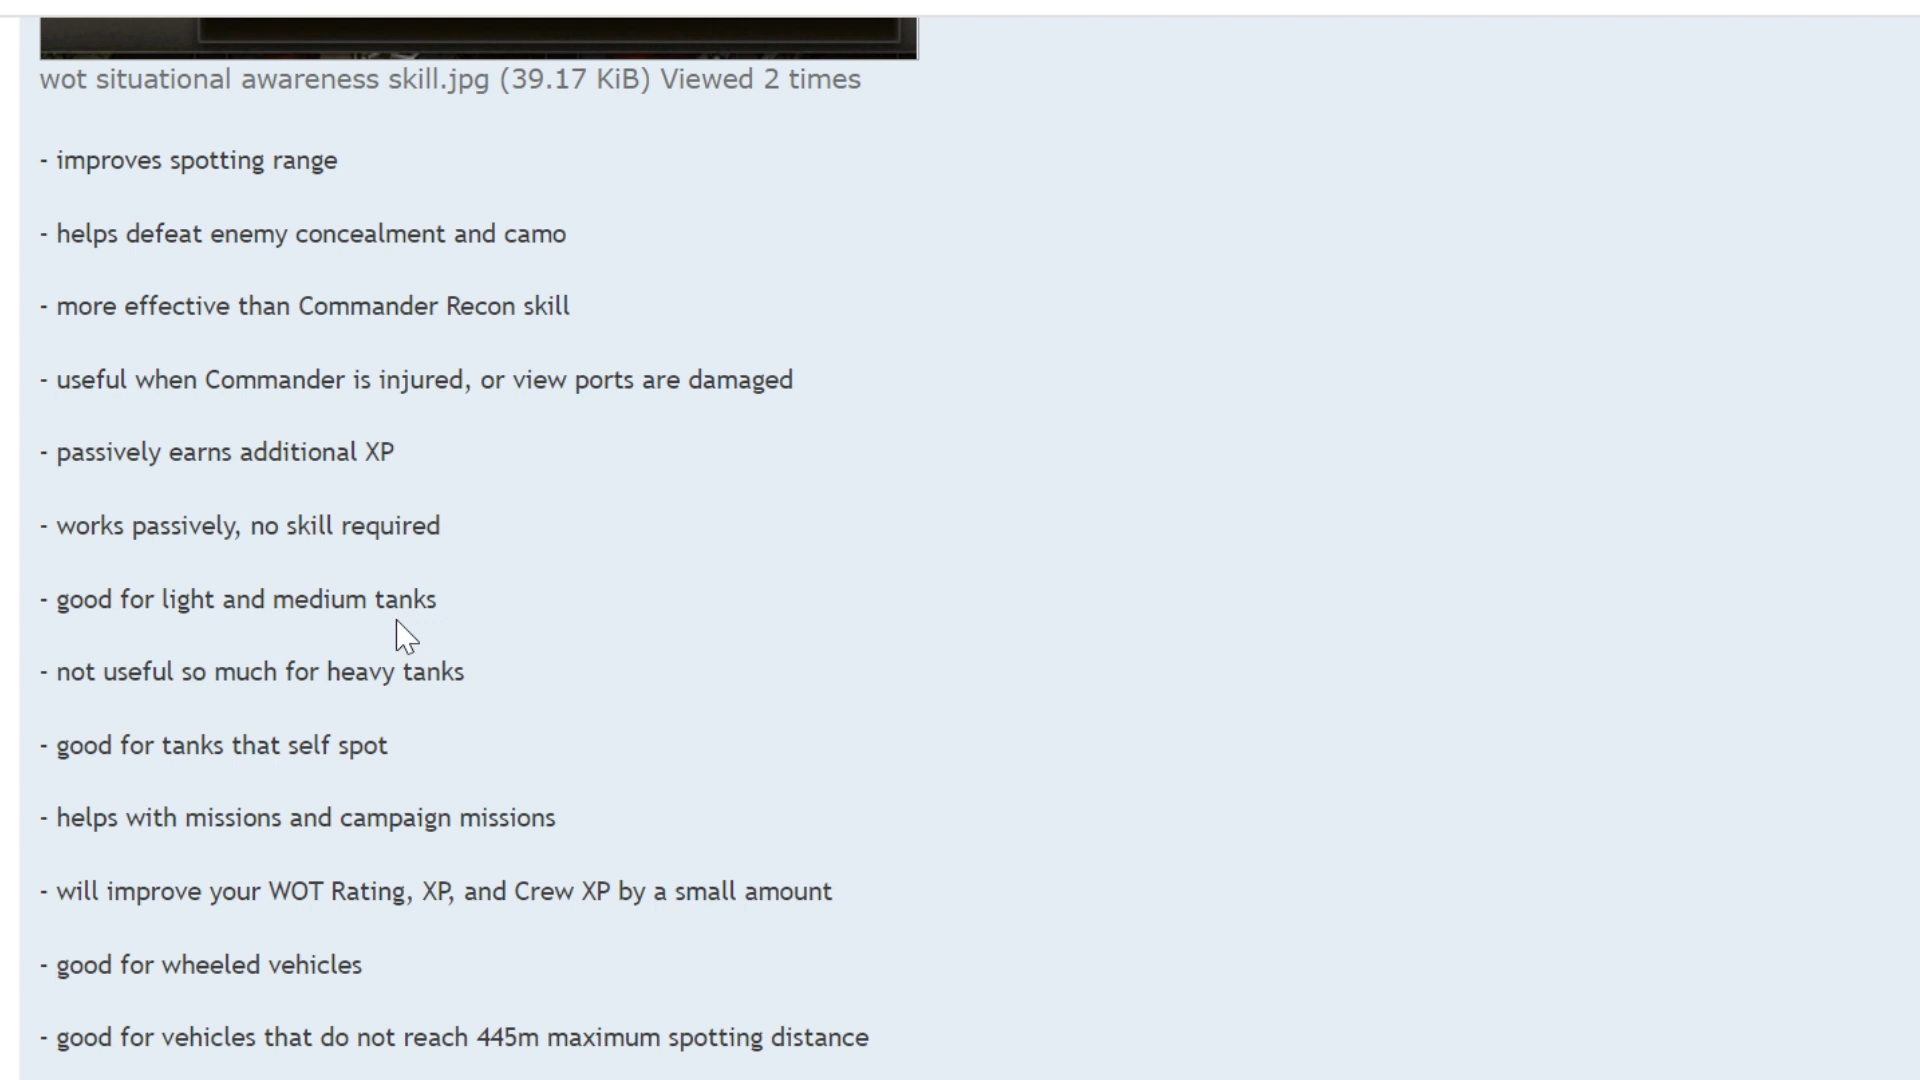 wot situational awareness skill.jpg (39.17 KiB) Viewed 2 times
- improves spotting range
- helps defeat enemy concealment and camo
- more effective than Commander Recon skill
- useful when Commander is injured, or view ports are damaged
- passively earns additional XP
- works passively, no skill required
- good for light and medium tanks
- not useful so much for heavy tanks
- good for tanks that self spot
- helps with missions and campaign missions
- will improve your WOT Rating, XP, and Crew XP by a small amount
- good for wheeled vehicles
- good for vehicles that do not reach 445m maximum spotting distance